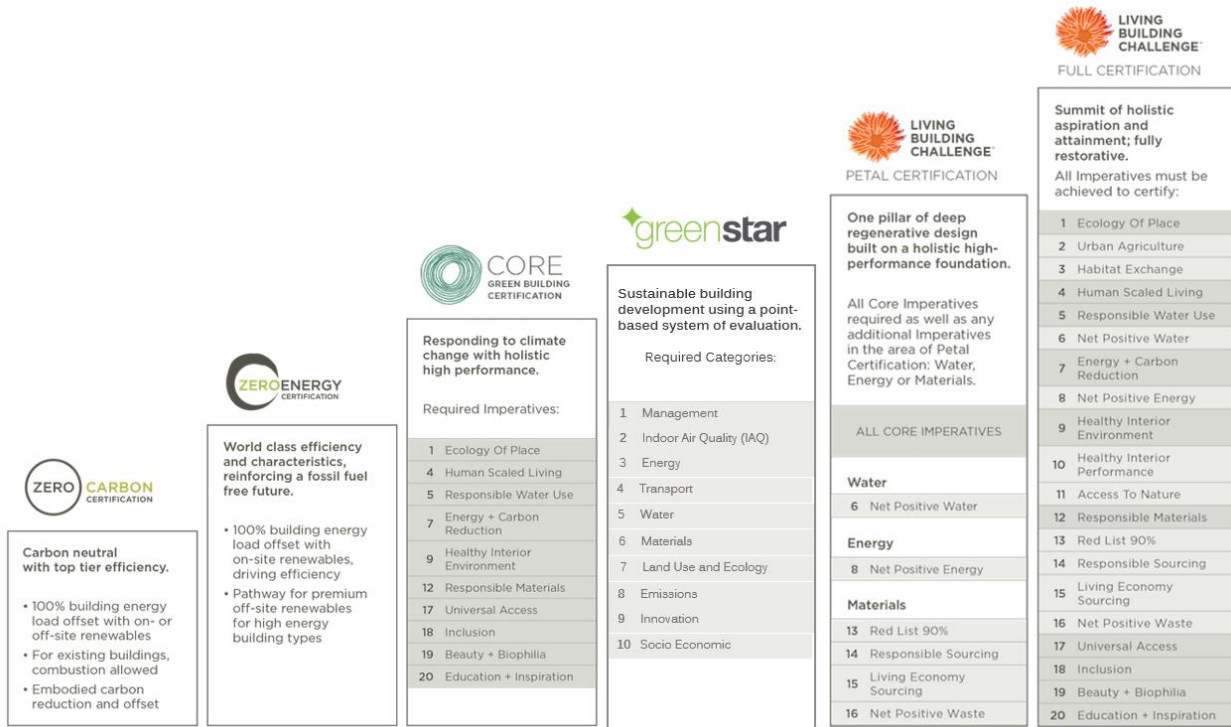 ZERO CARBON
CERTIFICATION
Carbon neutral
with top tier efficiency.
• 100% building energy
load offset with on- or
off-site renewables
• For existing buildings,
combustion allowed
• Embodied carbon
reduction and offset
ZEROENERGY
CERTIFICATION
World class efficiency
and characteristics,
reinforcing a fossil fuel
free future.
• 100% building energy
load offset with
on-site renewables,
driving efficiency
• Pathway for premium
off-site renewables
for high energy
building types
CORE
GREEN BUILDING
CERTIFICATION
Responding to climate
change with holistic
high performance.
Required Imperatives:
1 Ecology Of Place
4 Human Scaled Living
5 Responsible Water Use
7 Energy + Carbon
Reduction
9 Healthy Interior
Environment
12 Responsible Materials
17 Universal Access
18 Inclusion
19 Beauty + Biophilia
20 Education + Inspiration
greenstar
Sustainable building
development using a point-
based system of evaluation.
Required Categories:
1 Management
2 Indoor Air Quality (IAQ)
3 Energy
4 Transport
5 Water
6 Materials
7 Land Use and Ecology
8 Emissions
9 Innovation
10 Socio Economic
LIVING
BUILDING
CHALLENGE™
PETAL CERTIFICATION
One pillar of deep
regenerative design
built on a holistic high-
performance foundation.
All Core Imperatives
required as well as any
additional Imperatives
in the area of Petal
Certification: Water,
Energy or Materials.
ALL CORE IMPERATIVES
Water
6 Net Positive Water
Energy
8 Net Positive Energy
Materials
13 Red List 90%
14 Responsible Sourcing
15 Living Economy
Sourcing
16 Net Positive Waste
LIVING
BUILDING
CHALLENGE™
FULL CERTIFICATION
Summit of holistic
aspiration and
attainment; fully
restorative.
All Imperatives must be
achieved to certify:
1 Ecology Of Place
2 Urban Agriculture
3 Habitat Exchange
4 Human Scaled Living
5 Responsible Water Use
6 Net Positive Water
7 Energy + Carbon
Reduction
8 Net Positive Energy
9 Healthy Interior
Environment
10 Healthy Interior
Performance
11 Access To Nature
12 Responsible Materials
13 Red List 90%
14 Responsible Sourcing
15 Living Economy
Sourcing
16 Net Positive Waste
17 Universal Access
18 Inclusion
19 Beauty + Biophilia
20 Education + Inspiration